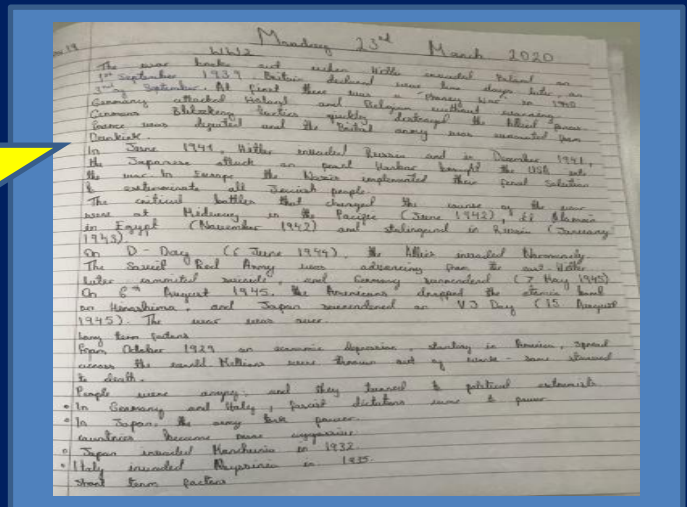 Monday 23rd March 2020
WW2
The war broke out when Hitler invaded Poland on
1st September 1939. Britain declared war two days later, on
3rd of September. At first there was a "Phoney War" in 1940
Germany attacked Holland and Belgium without warning
Germans Blitzkrieg tactics quickly destroyed the Allied forces
France was defeated and the British army was evacuated from
Dunkirk.
In June 1941, Hitler invaded Russia and in December 1941,
the Japanese attack on pearl Harbor brought the USA into
the war. In Europe the Nazis implemented their final Solution
to exterminate all Jewish people.
The critical battles that changed the course of the war
were at Midway in the Pacific (June 1942), El Alamein
in Egypt (November 1942) and stalingrad in Russia (January
1943).
On D-Day (6 June 1944), the Allies invaded Normandy
The Soviet Red Army was advancing from the east. Hitler
later commited suicide, and Germany surrendered (7 May 1945)
On 6th August 1945, the Americans dropped the atomic bomb
on Hiroshima, and Japan surrendered on VJ Day (15 August
1945). The war was over.
Long term factors
From October 1929 an economic depression, starting in America, spread
across the world Millions were thrown out of work - some starved
to death.
People were angry, and they turned to political extremists.
• In Germany and Italy, fascist dictators came to power.
• In Japan, the army took power.
countries became more aggressive
• Japan invaded Manchuria in 1932.
• Italy invaded Abyssinia in 1935.
Short term factors